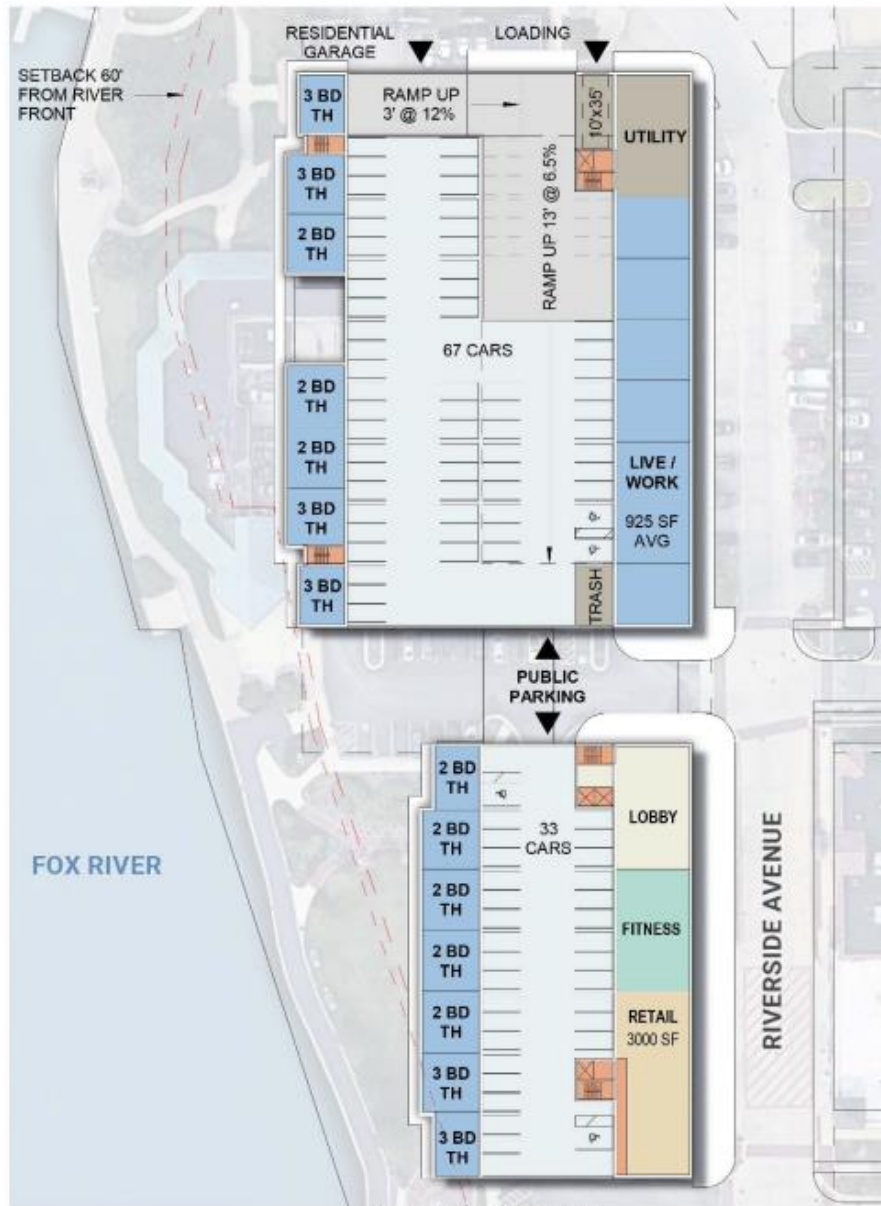 RESIDENTIAL
GARAGE
LOADING
SETBACK 60'
FROM RIVER
FRONT
3 BD
TH
RAMP UP
3' @ 12%
10'x35'
UTILITY
3 BD
TH
2 BD
TH
RAMP UP 13' @ 6.5%
67 CARS
2 BD
TH
2 BD
TH
3 BD
TH
3 BD
TH
LIVE /
WORK
925 SF
AVG
TRASH
PUBLIC
PARKING
2 BD
TH
2 BD
TH
2 BD
TH
2 BD
TH
2 BD
TH
3 BD
TH
3 BD
TH
33
CARS
LOBBY
FITNESS
RETAIL
3000 SF
FOX RIVER
RIVERSIDE AVENUE